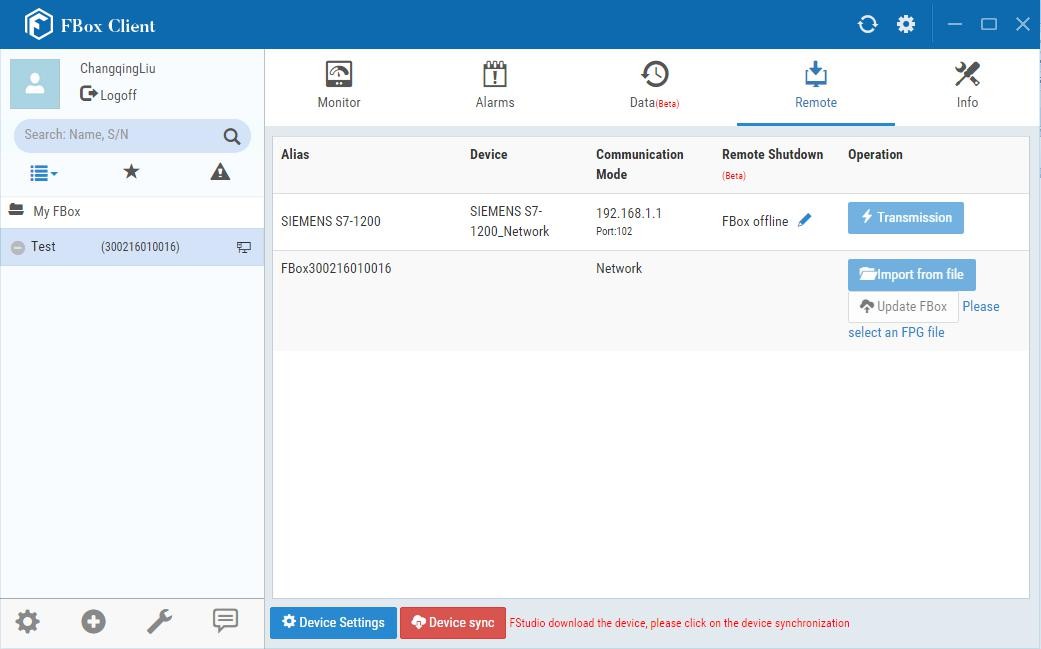 FBox Client
ChangqingLiu
Logoff
Search: Name, S/N
My FBox
Test (300216010016)
Monitor
Alarms
Data(Beta)
Remote
Info
Alias
Device
Communication
Mode
Remote Shutdown
(Beta)
Operation
SIEMENS S7-1200
SIEMENS S7-
1200_Network
192.168.1.1
Port:102
FBox offline
Transmission
FBox300216010016
Network
Import from file
Update FBox Please
select an FPG file
Device Settings
Device sync
FStudio download the device, please click on the device synchronization